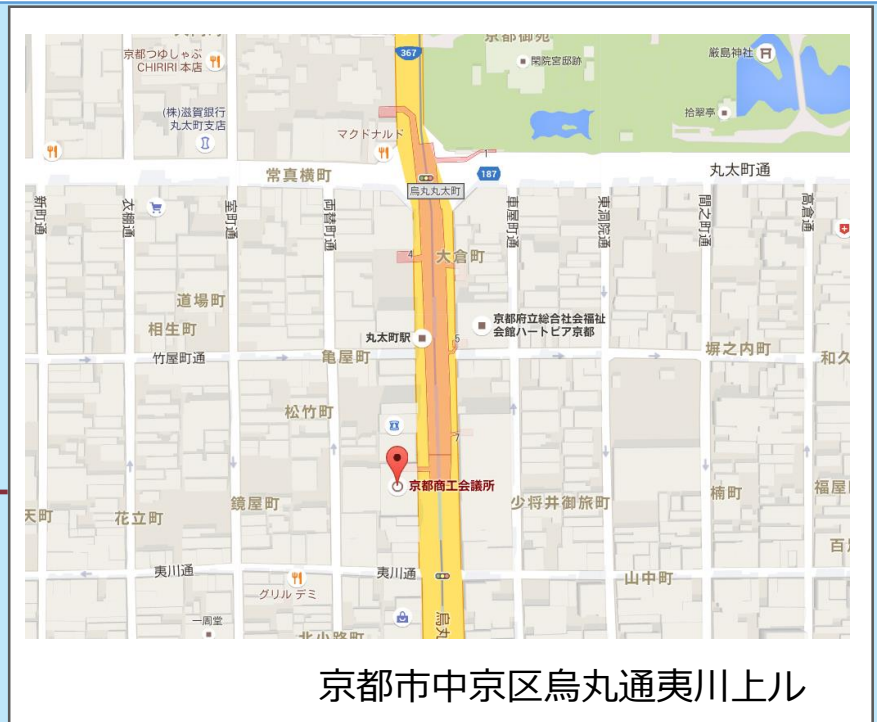 367
京都御苑
京都つゆしゃぶ
CHIRIRI 本店
閑院宮邸跡
厳島神社
(株)滋賀銀行
丸太町支店
マクドナルド
拾翠亭
1
常真横町
187
丸太町通
烏丸丸太町
新町通
衣棚通
室町通
両替町通
車屋町通
東洞院通
間之町通
高倉通
4
大倉町
道場町
相生町
丸太町駅
京都府立総合社会福祉
会館ハートピア京都
5
竹屋町通
亀屋町
塀之内町
和久
松竹町
7
京都商工会議所
天町
花立町
鏡屋町
少将井御旅町
楠町
福屋
百
夷川通
夷川通
山中町
グリル デミ
一周堂
北小路町
烏丸
京都市中京区烏丸通夷川上ル